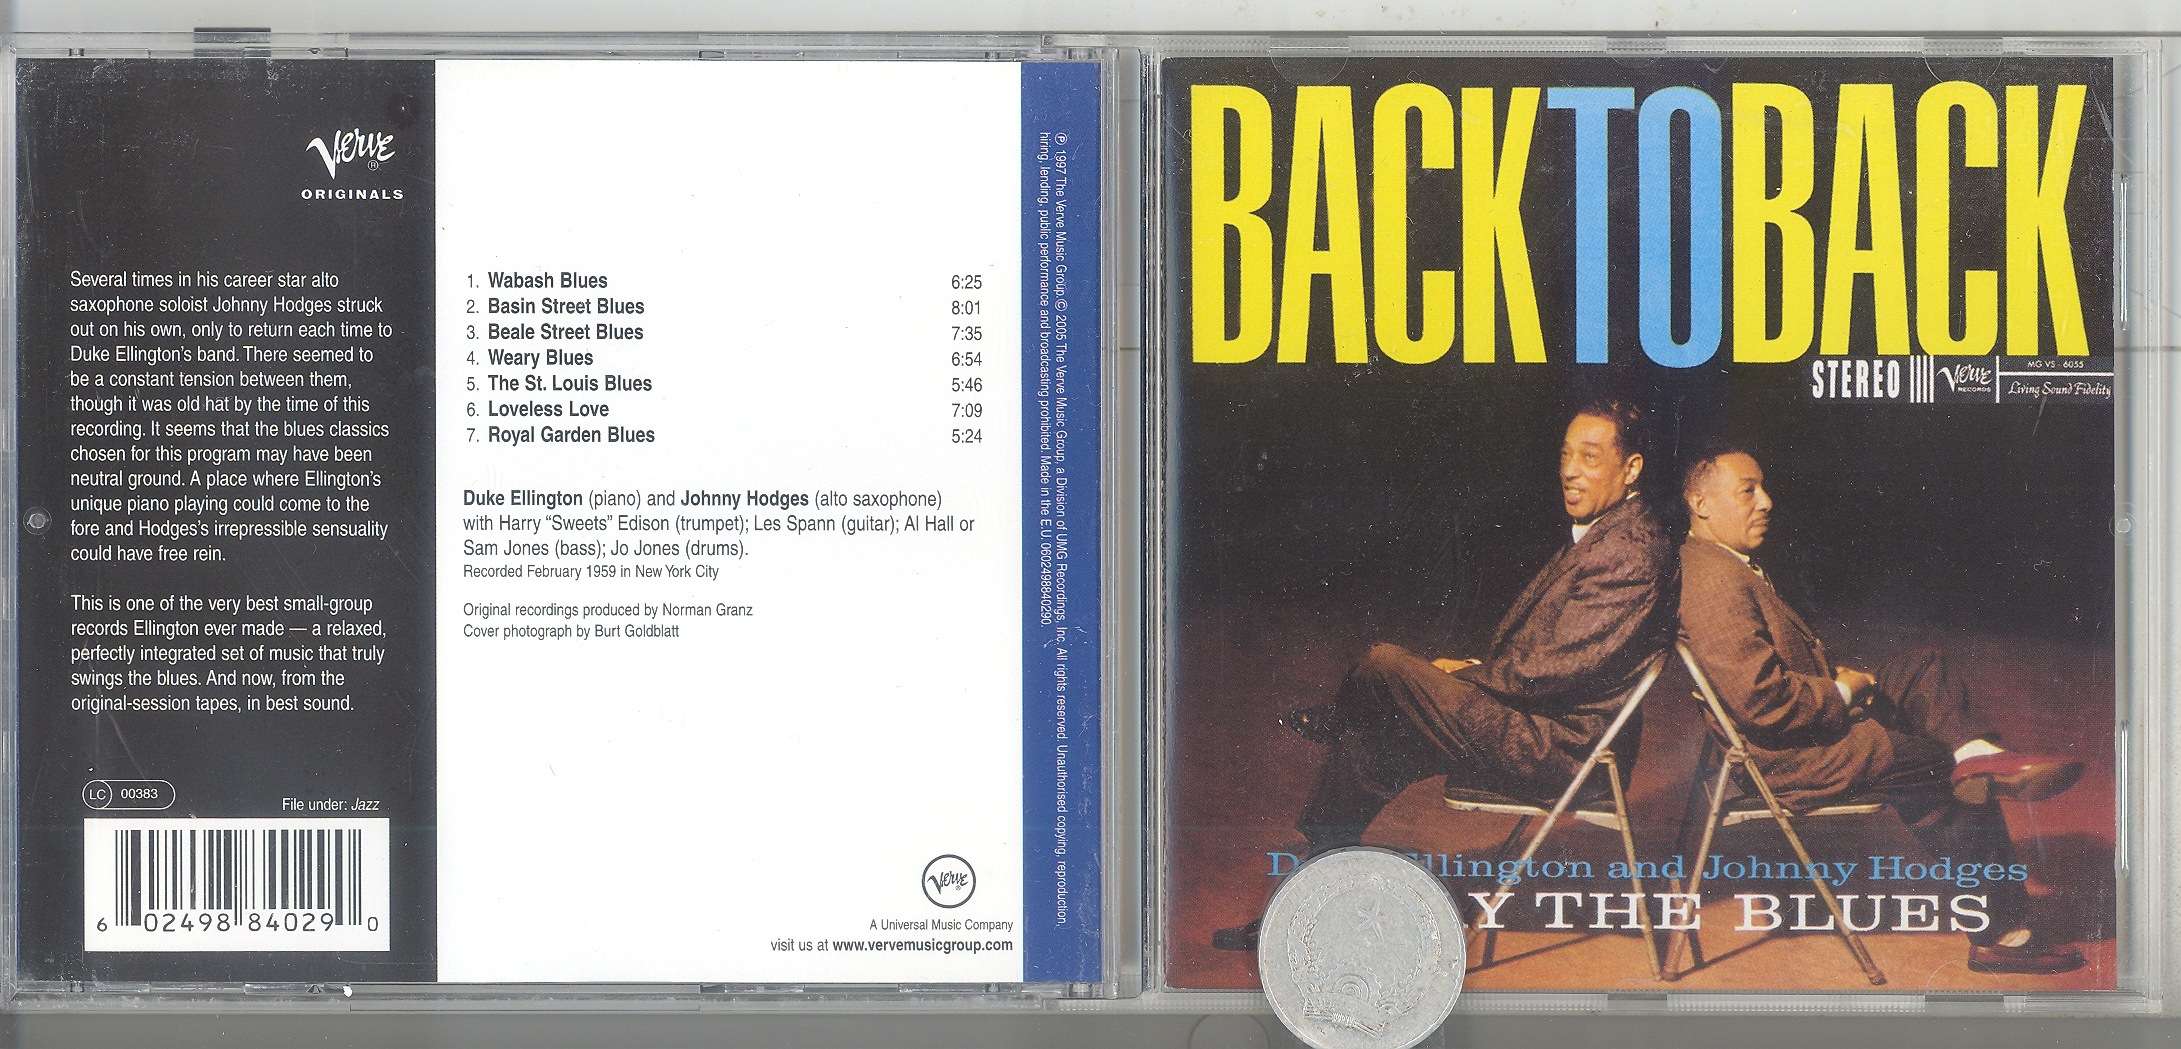 Verve
®
ORIGINALS
Several times in his career star alto
saxophone soloist Johnny Hodges struck
out on his own, only to return each time to
Duke Ellington's band. There seemed to
be a constant tension between them,
though it was old hat by the time of this
recording. It seems that the blues classics
chosen for this program may have been
neutral ground. A place where Ellington's
unique piano playing could come to the
fore and Hodges's irrepressible sensuality
could have free rein.
This is one of the very best small-group
records Ellington ever made — a relaxed,
perfectly integrated set of music that truly
swings the blues. And now, from the
original-session tapes, in best sound.
LC 00383
File under: Jazz
6 02498 84029 0
1. Wabash Blues 6:25
2. Basin Street Blues 8:01
3. Beale Street Blues 7:35
4. Weary Blues 6:54
5. The St. Louis Blues 5:46
6. Loveless Love 7:09
7. Royal Garden Blues 5:24
Duke Ellington (piano) and Johnny Hodges (alto saxophone)
with Harry “Sweets” Edison (trumpet); Les Spann (guitar); Al Hall or
Sam Jones (bass); Jo Jones (drums).
Recorded February 1959 in New York City
Original recordings produced by Norman Granz
Cover photograph by Burt Goldblatt
Verve
®
A Universal Music Company
visit us at www.vervemusicgroup.com
℗ 1997 The Verve Music Group, © 2005 The Verve Music Group, a Division of UMG Recordings, Inc. All rights reserved. Unauthorised copying, reproduction,
hiring, lending, public performance and broadcasting prohibited. Made in the E.U. 0602498840290.
BACK TO BACK
STEREO Verve RECORDS MG VS - 6055
Living Sound Fidelity
D llington and Johnny Hodges
Y THE BLUES